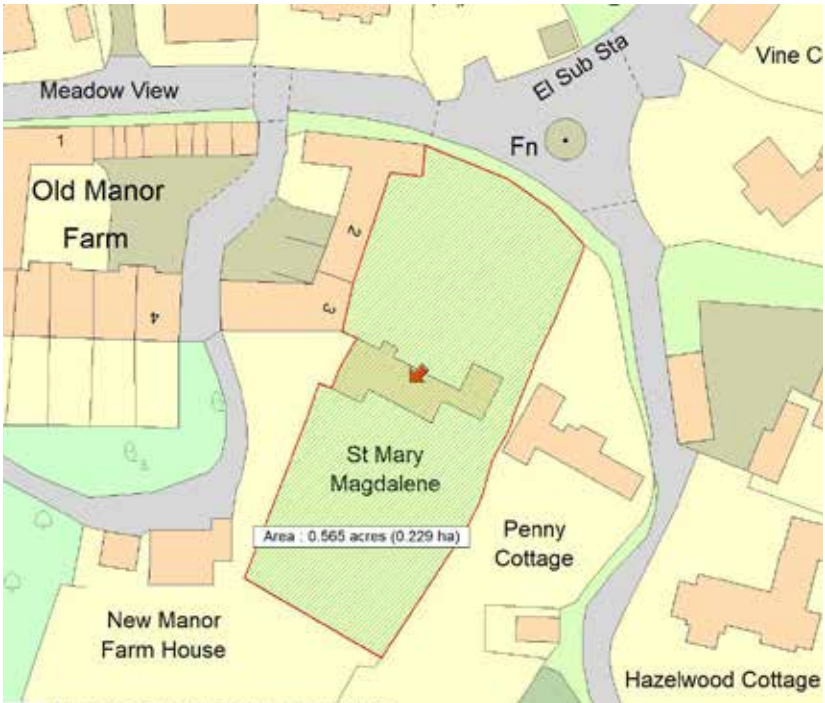 El Sub Sta
Vine C
Meadow View
Fn
1
Old Manor
Farm
2
3
4
St Mary
Magdalene
Area : 0.565 acres (0.229 ha)
Penny
Cottage
New Manor
Farm House
Hazelwood Cottage